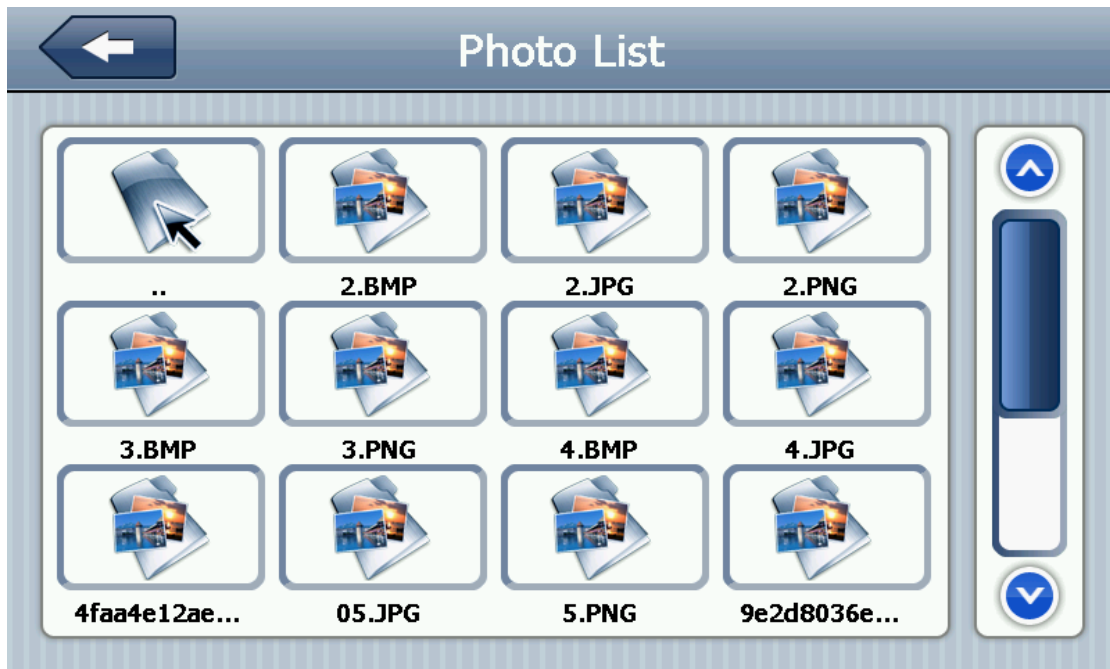 Photo List
.. 2.BMP 2.JPG 2.PNG
3.BMP 3.PNG 4.BMP 4.JPG
4faa4e12ae... 05.JPG 5.PNG 9e2d8036e...